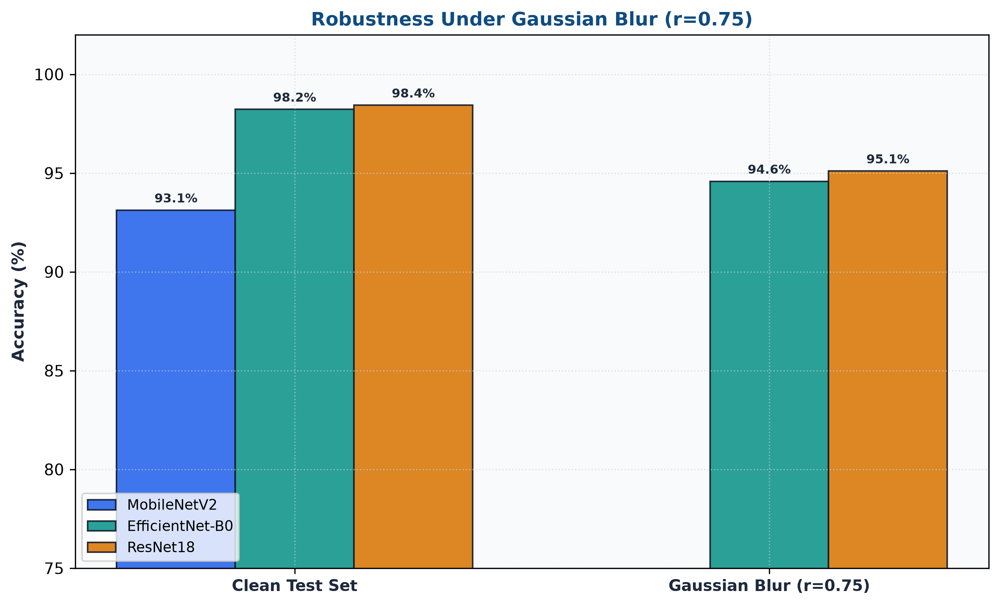 Robustness Under Gaussian Blur (r=0.75)
Accuracy (%)
100
95
90
85
80
75
93.1%
98.2%
98.4%
94.6%
95.1%
MobileNetV2
EfficientNet-B0
ResNet18
Clean Test Set
Gaussian Blur (r=0.75)